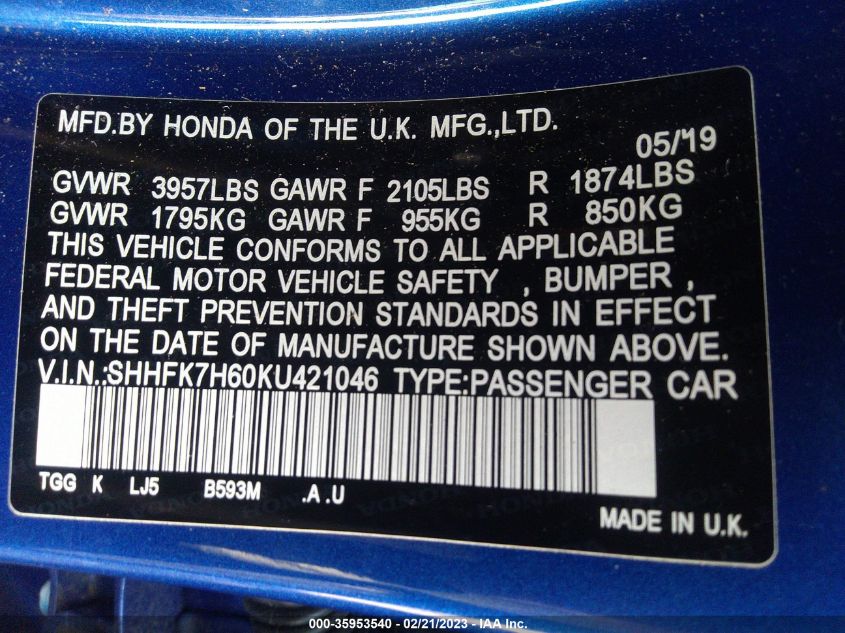 MFD.BY HONDA OF THE U.K. MFG.,LTD.
05/'19
GVWR 3957LBS GAWR F 2105LBS R 1874LBS
GVWR 1795KG GAWR F 955KG R 850KG
THIS VEHICLE CONFORMS TO ALL APPLICABLE
FEDERAL MOTOR VEHICLE SAFETY , BUMPER ,
AND THEFT PREVENTION STANDARDS IN EFFECT
ON THE DATE OF MANUFACTURE SHOWN ABOVE.
V.I.N.:SHHFK7H60KU421046 TYPE:PASSENGER CAR
TGG K LJ5 B593M .A .U
MADE IN U.K.
000-35953540 — 02/21/2023 — IAA Inc.